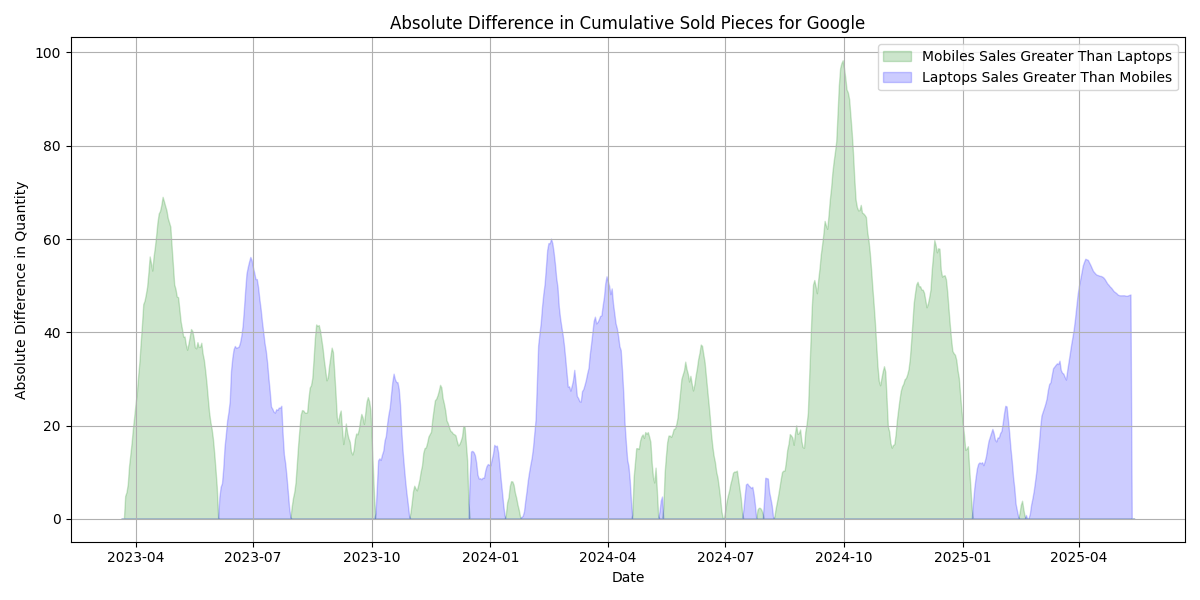 Absolute Difference in Cumulative Sold Pieces for Google
Mobiles Sales Greater Than Laptops
Laptops Sales Greater Than Mobiles
Absolute Difference in Quantity
100
80
60
40
20
0
2023-04 2023-07 2023-10 2024-01 2024-04 2024-07 2024-10 2025-01 2025-04
Date